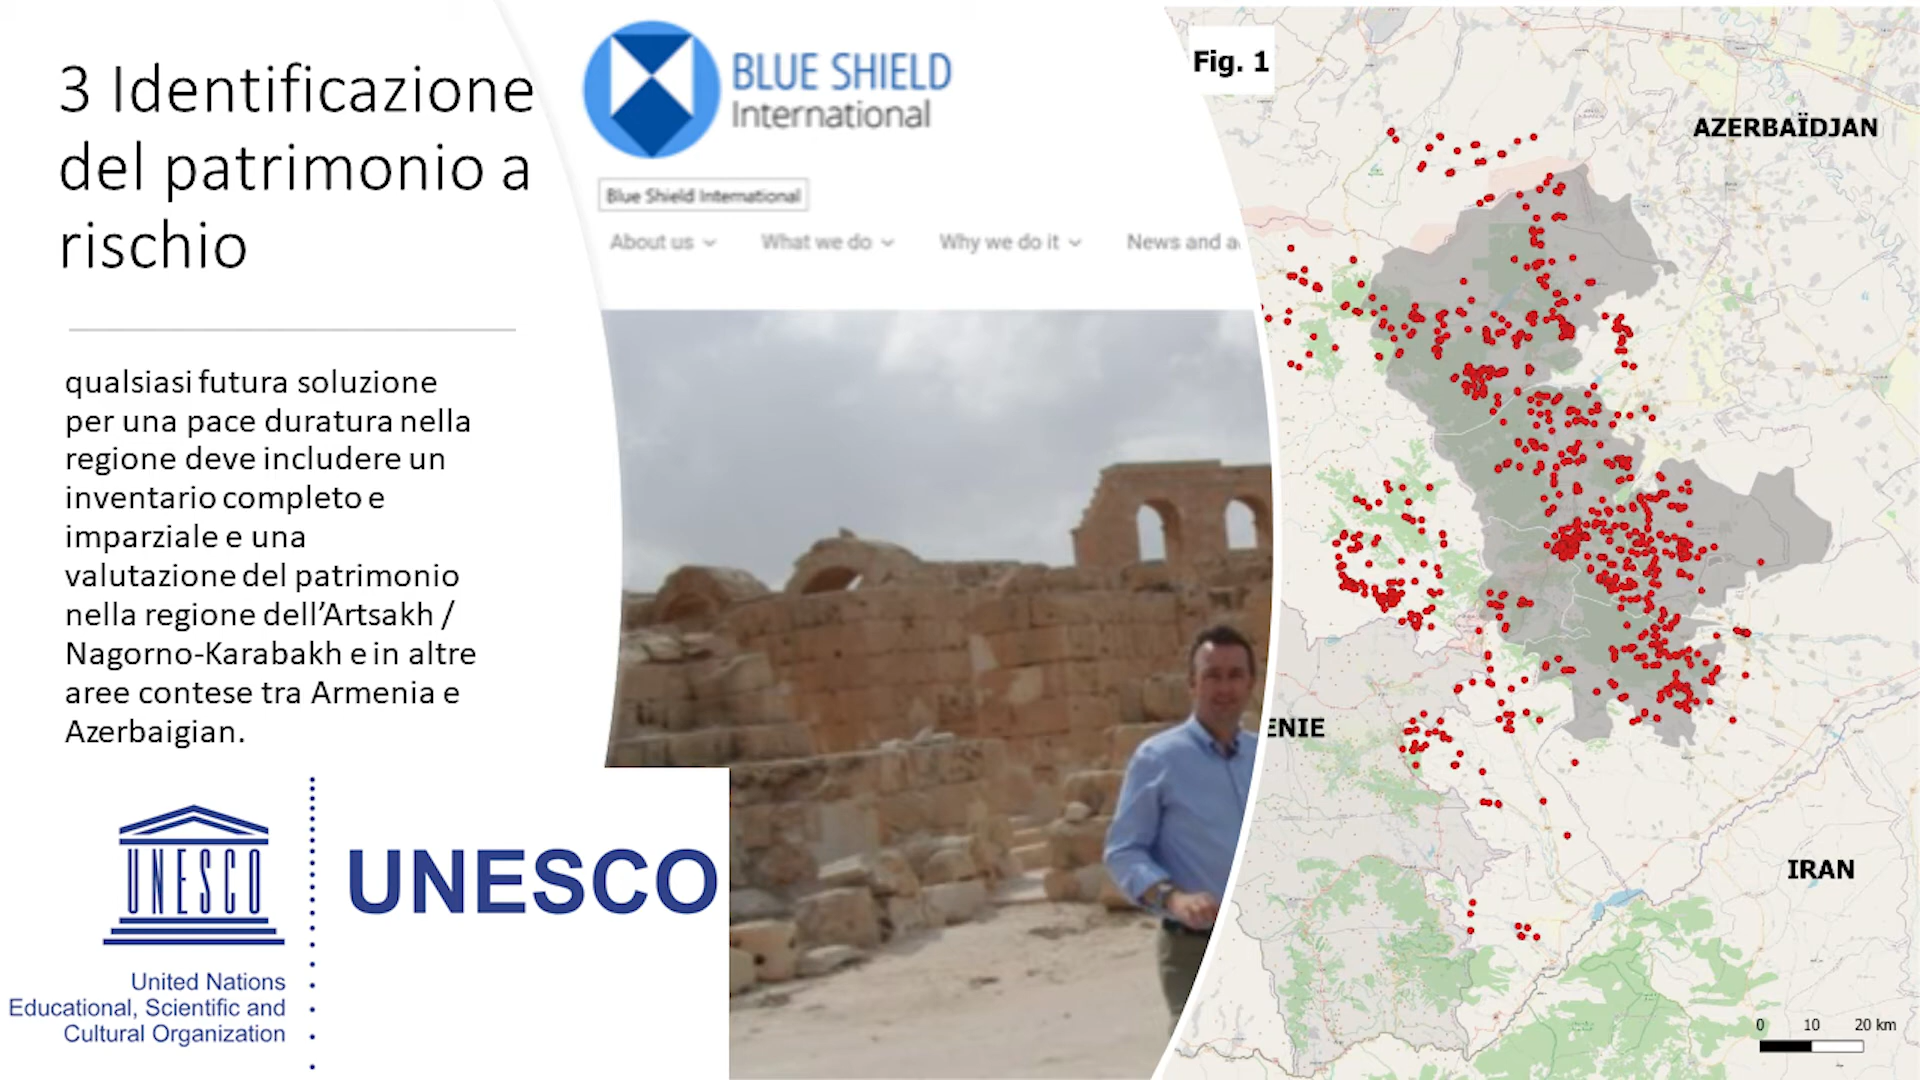 3 Identificazione
del patrimonio a
rischio
qualsiasi futura soluzione
per una pace duratura nella
regione deve includere un
inventario completo e
imparziale e una
valutazione del patrimonio
nella regione dell’Artsakh /
Nagorno-Karabakh e in altre
aree contese tra Armenia e
Azerbaigian.
UNESCO
United Nations
Educational, Scientific and
Cultural Organization
UNESCO
BLUE SHIELD
International
Blue Shield International
About us
What we do
Why we do it
News and a
Fig. 1
AZERBAÏDJAN
ENIE
IRAN
0 10 20 km